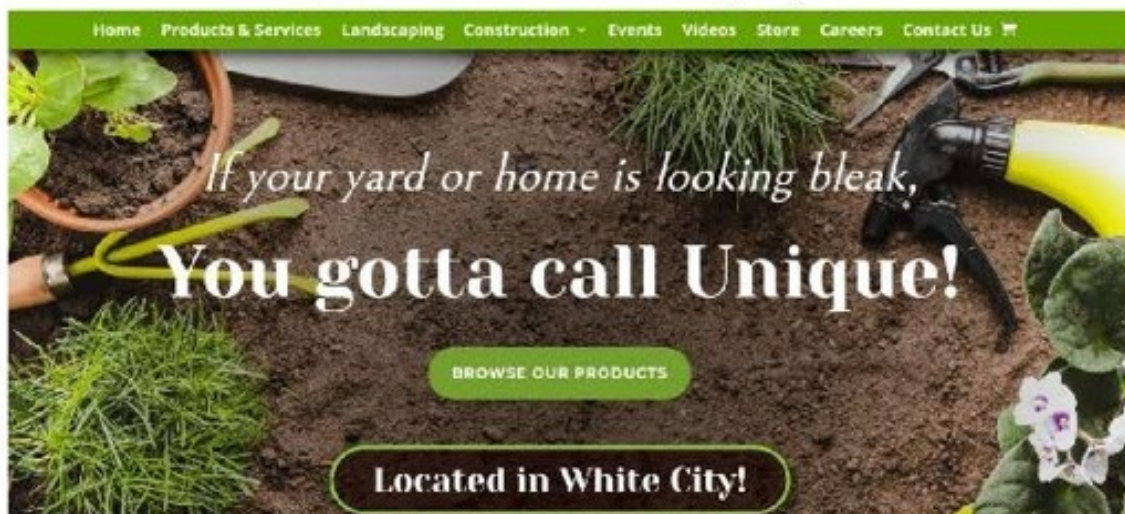 Home Products & Services Landscaping Construction Events Videos Store Careers Contact Us
If your yard or home is looking bleak,
You gotta call Unique!
BROWSE OUR PRODUCTS
Located in White City!